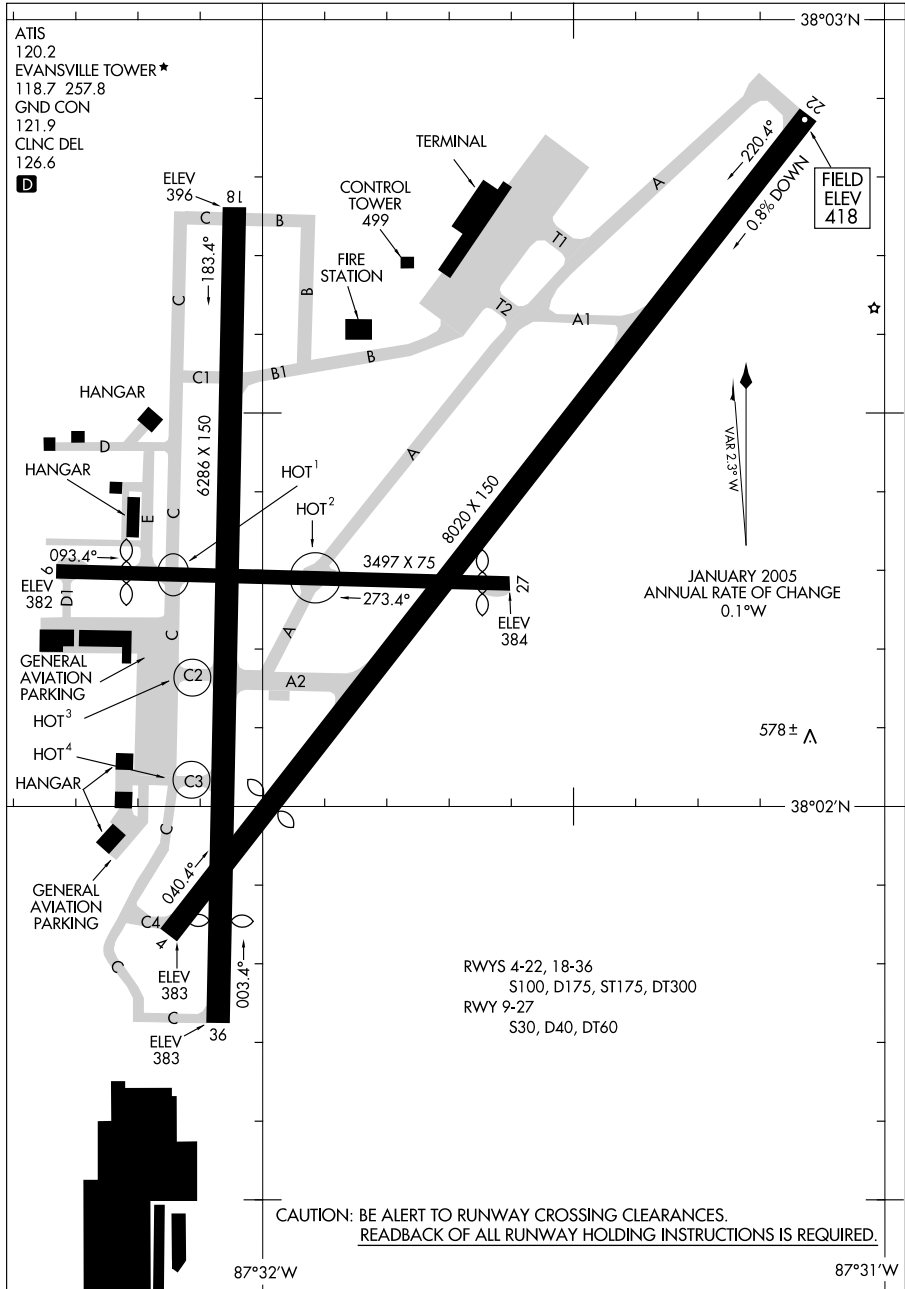 ATIS
120.2
EVANSVILLE TOWER★
118.7 257.8
GND CON
121.9
CLNC DEL
126.6
D
38°03'N
22
220.4°
0.8% DOWN
FIELD
ELEV
418
TERMINAL
CONTROL
TOWER
499
FIRE
STATION
ELEV
396
18
183.4°
C
B
A
T1
T2
A1
B
C
B
B1
C1
HANGAR
D
HANGAR
E
C
6286 X 150
HOT1
HOT2
A
8020 X 150
VAR 2.3° W
JANUARY 2005
ANNUAL RATE OF CHANGE
0.1°W
093.4°
9
ELEV
382
D1
3497 X 75
273.4°
27
ELEV
384
C
A
GENERAL
AVIATION
PARKING
C2
A2
HOT3
HOT4
HANGAR
C3
578±
38°02'N
C
GENERAL
AVIATION
PARKING
040.4°
C4
4
ELEV
383
003.4°
C
C
ELEV
383
36
RWYS 4-22, 18-36
S100, D175, ST175, DT300
RWY 9-27
S30, D40, DT60
CAUTION: BE ALERT TO RUNWAY CROSSING CLEARANCES.
READBACK OF ALL RUNWAY HOLDING INSTRUCTIONS IS REQUIRED.
87°32'W
87°31'W